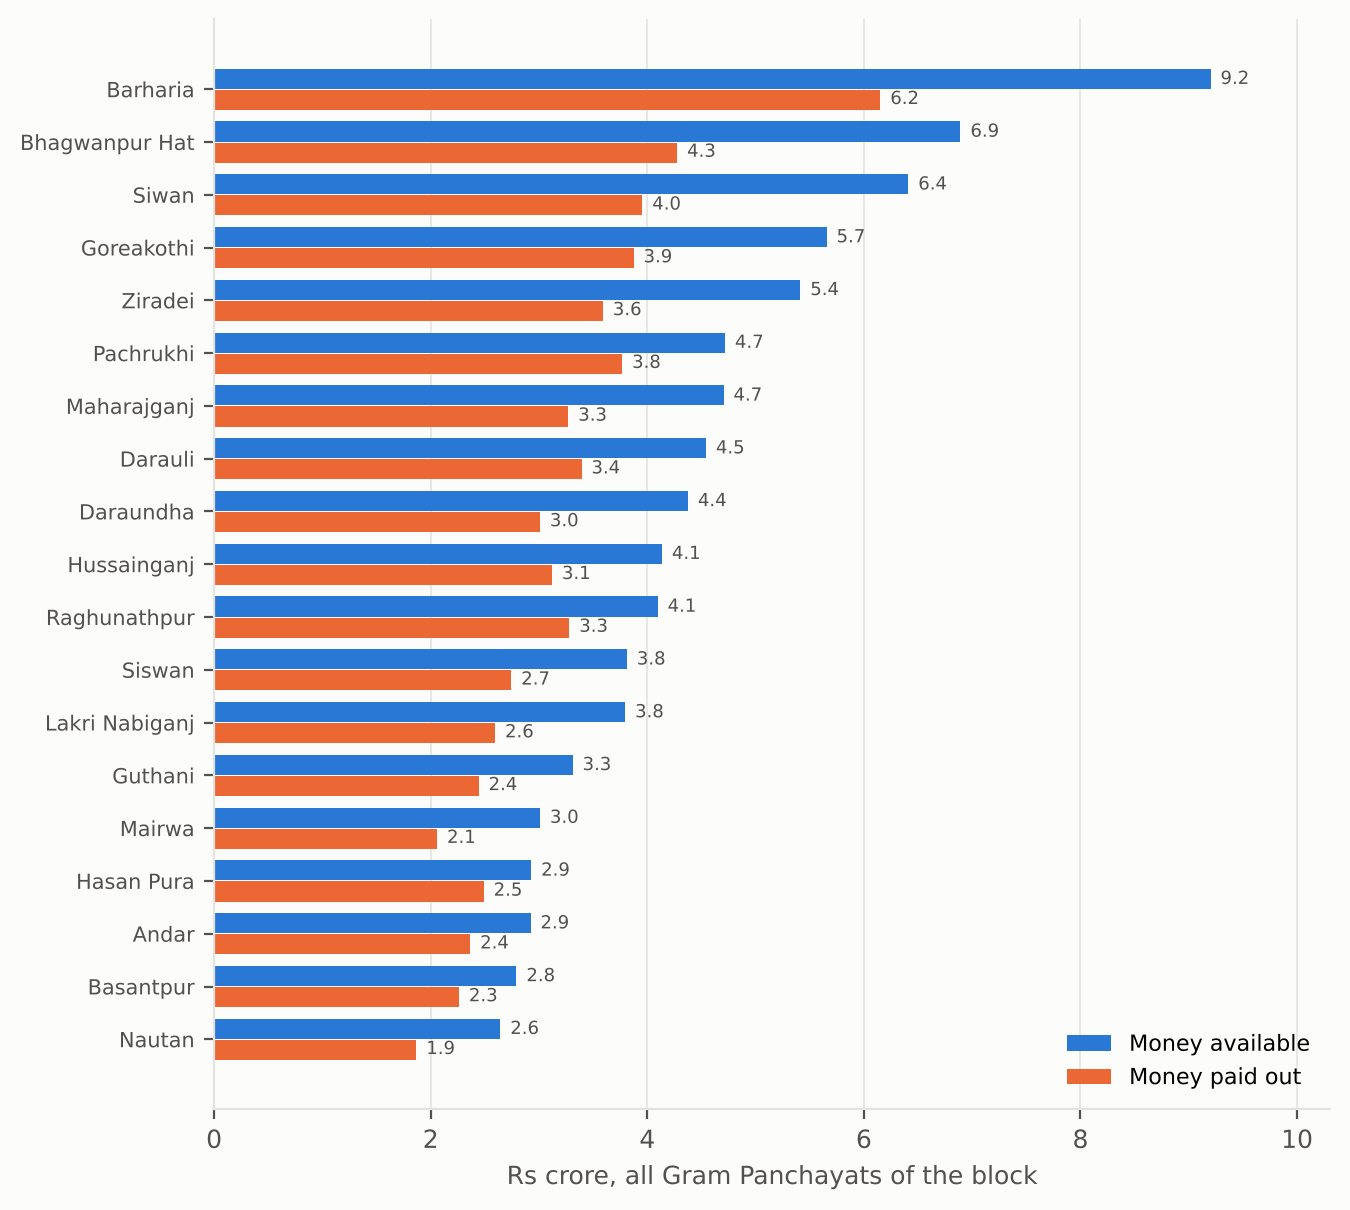 Barharia 9.2
6.2
Bhagwanpur Hat 6.9
4.3
Siwan 6.4
4.0
Goreakothi 5.7
3.9
Ziradei 5.4
3.6
Pachrukhi 4.7
3.8
Maharajganj 4.7
3.3
Darauli 4.5
3.4
Daraundha 4.4
3.0
Hussainganj 4.1
3.1
Raghunathpur 4.1
3.3
Siswan 3.8
2.7
Lakri Nabiganj 3.8
2.6
Guthani 3.3
2.4
Mairwa 3.0
2.1
Hasan Pura 2.9
2.5
Andar 2.9
2.4
Basantpur 2.8
2.3
Nautan 2.6
1.9
Money available
Money paid out
0 2 4 6 8 10
Rs crore, all Gram Panchayats of the block